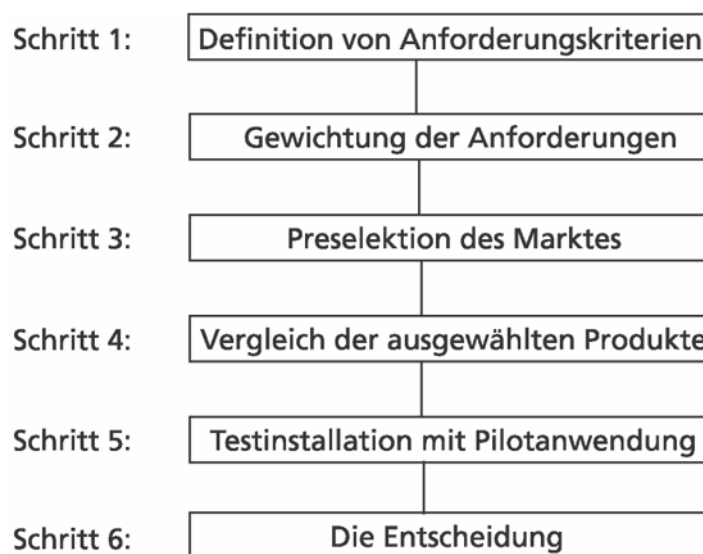 Schritt 1: Definition von Anforderungskriterien
Schritt 2: Gewichtung der Anforderungen
Schritt 3: Preselektion des Marktes
Schritt 4: Vergleich der ausgewählten Produkte
Schritt 5: Testinstallation mit Pilotanwendung
Schritt 6: Die Entscheidung